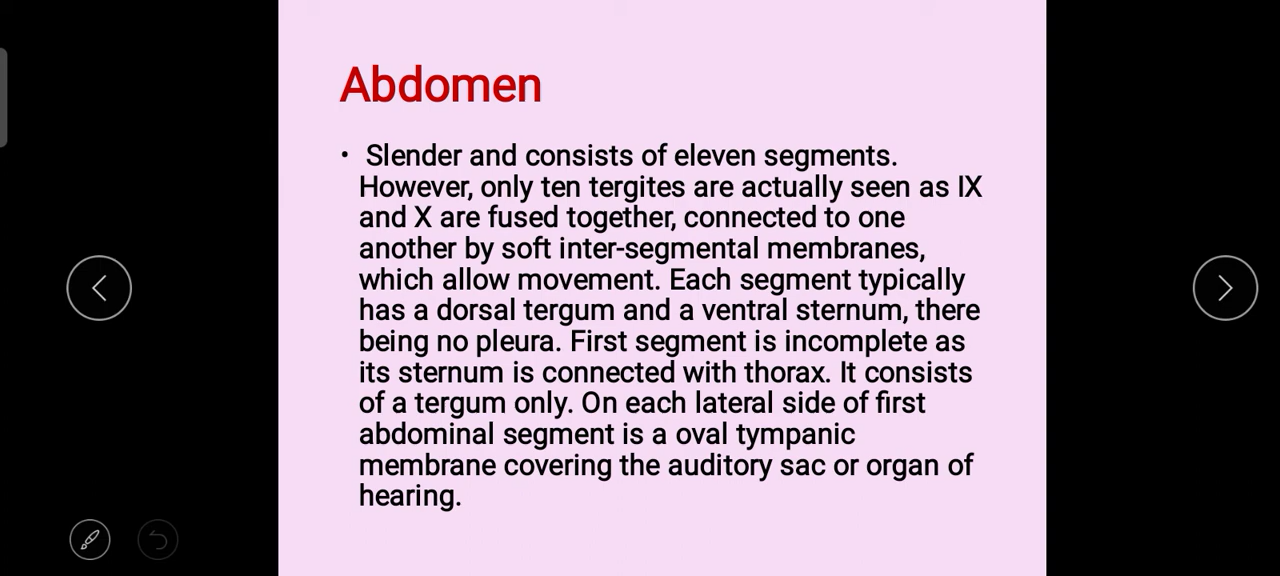 Abdomen
• Slender and consists of eleven segments.
However, only ten tergites are actually seen as IX
and X are fused together, connected to one
another by soft inter-segmental membranes,
which allow movement. Each segment typically
has a dorsal tergum and a ventral sternum, there
being no pleura. First segment is incomplete as
its sternum is connected with thorax. It consists
of a tergum only. On each lateral side of first
abdominal segment is a oval tympanic
membrane covering the auditory sac or organ of
hearing.